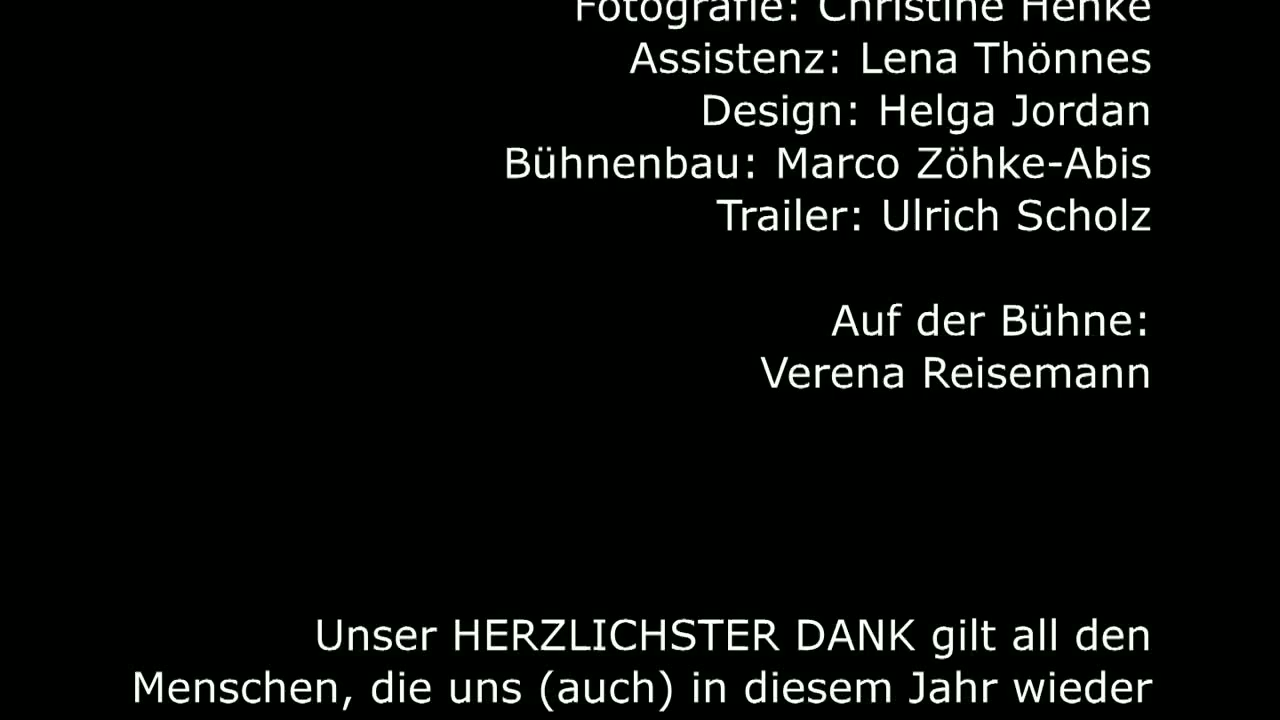 Fotografie: Christine Henke
Assistenz: Lena Thönnes
Design: Helga Jordan
Bühnenbau: Marco Zöhke-Abis
Trailer: Ulrich Scholz
Auf der Bühne:
Verena Reisemann
Unser HERZLICHSTER DANK gilt all den
Menschen, die uns (auch) in diesem Jahr wieder